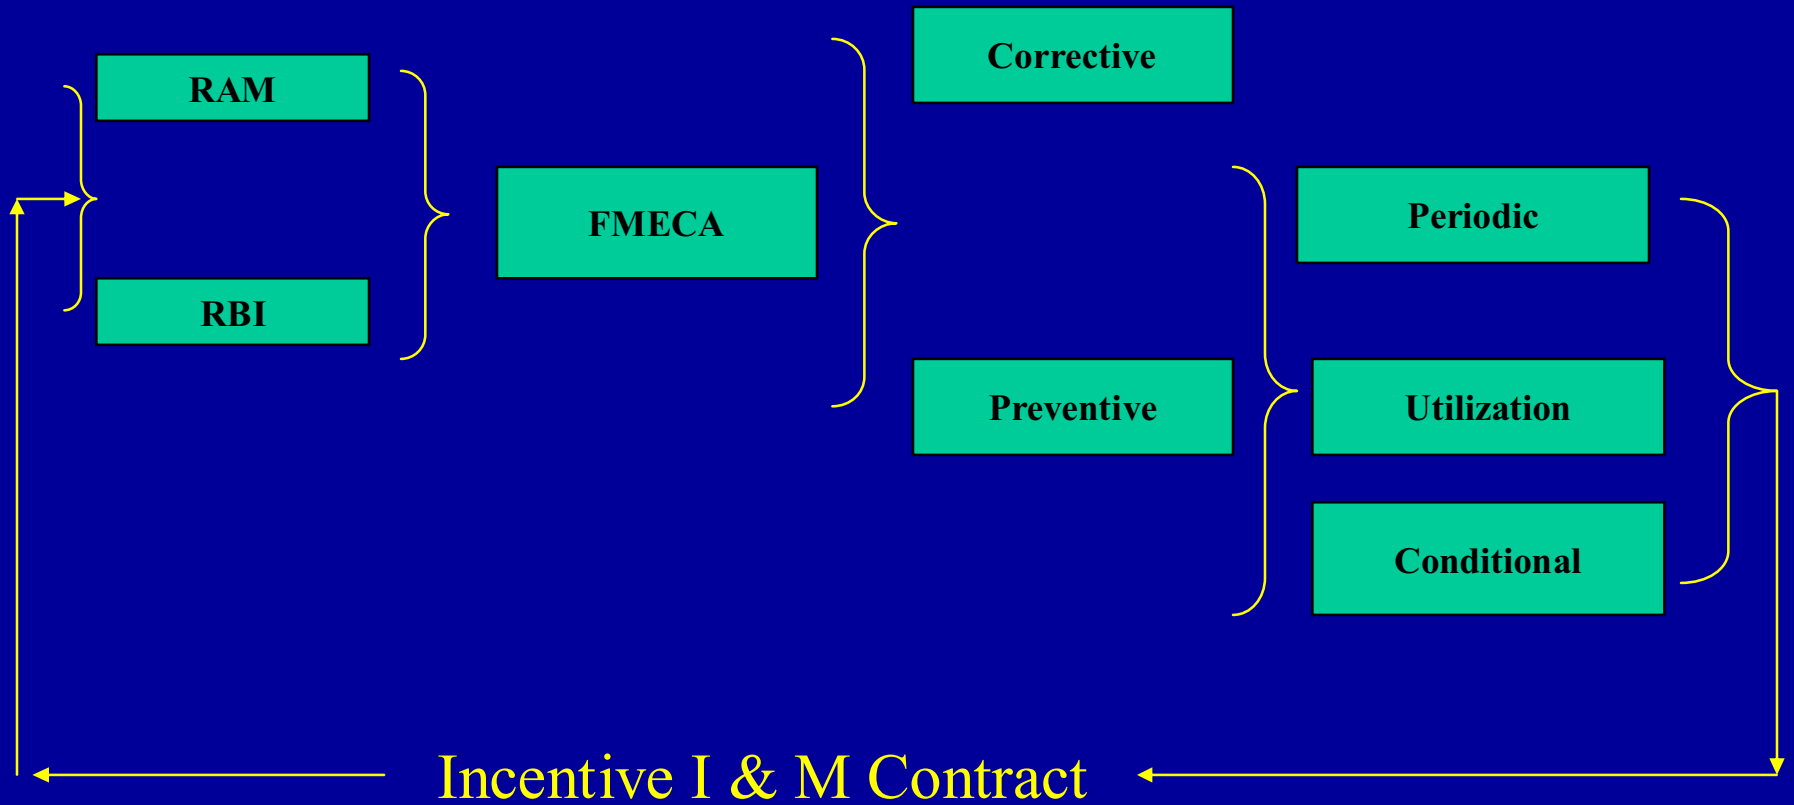 RAM
RBI
FMECA
Corrective
Preventive
Periodic
Utilization
Conditional
Incentive I & M Contract